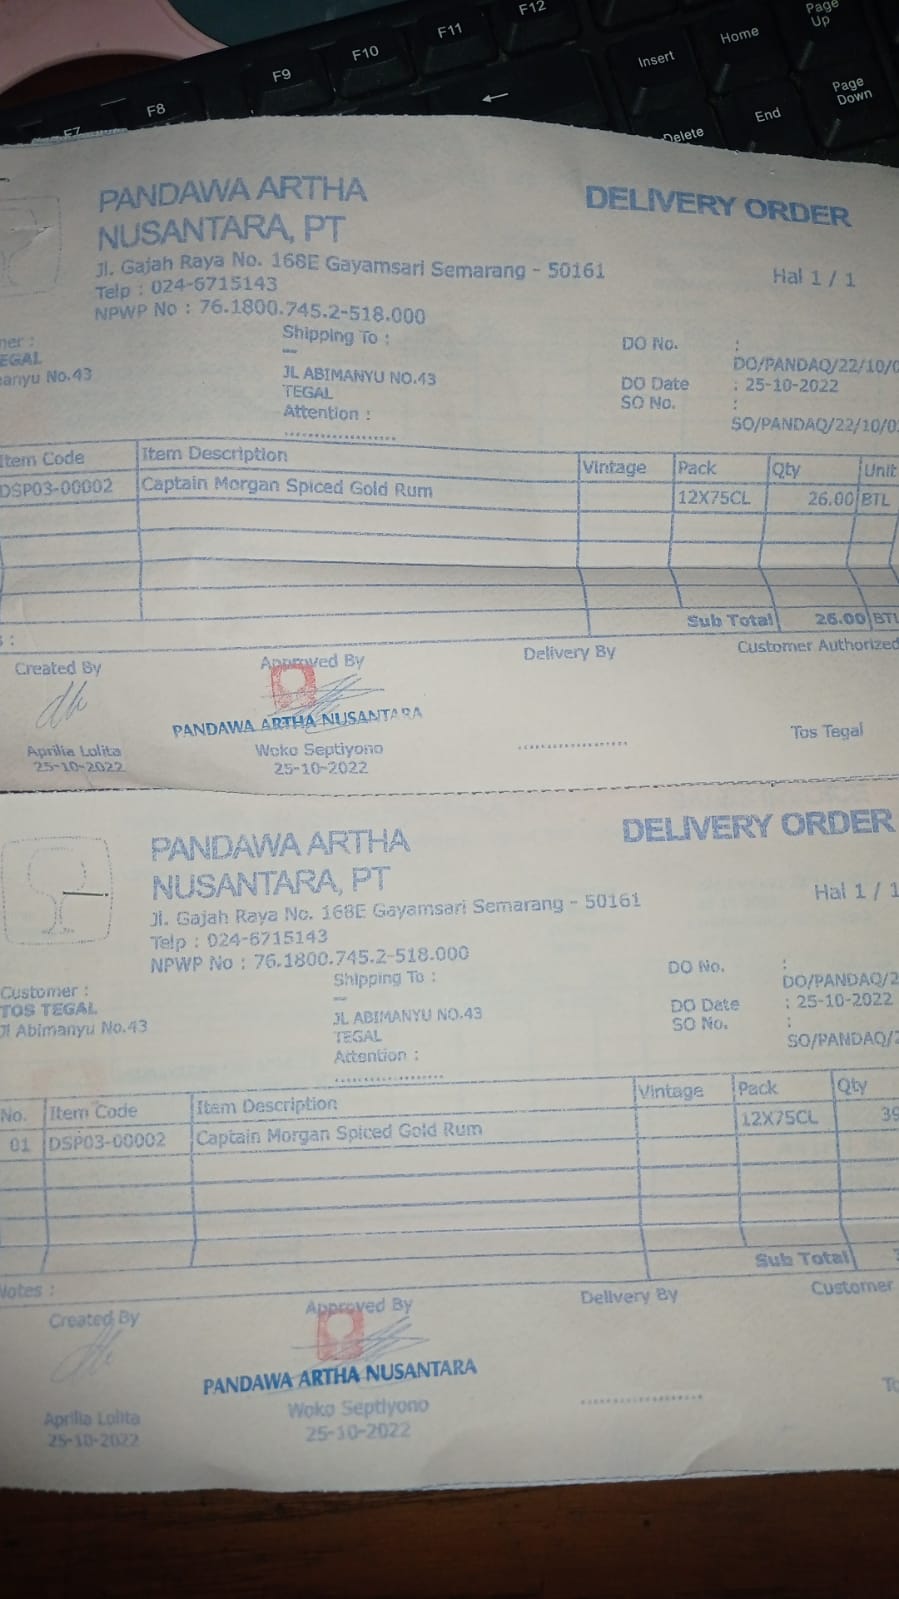 F12
F11
F10
F9
F8
F7
Insert
Home
Page Up
Delete
End
Page Down
PANDAWA ARTHA
NUSANTARA, PT
DELIVERY ORDER
Jl. Gajah Raya No. 168E Gayamsari Semarang - 50161
Hal 1 / 1
Telp : 024-6715143
NPWP No : 76.1800.745.2-518.000
mer :
EGAL
manyu No.43
Shipping To :
JL ABIMANYU NO.43
TEGAL
Attention :
DO No. :
DO/PANDAQ/22/10/0
DO Date : 25-10-2022
SO No. :
SO/PANDAQ/22/10/0
Item Code Item Description Vintage Pack Qty Unit
DSP03-00002 Captain Morgan Spiced Gold Rum 12X75CL 26.00 BTL
Sub Total 26.00 BTL
s :
Created By Approved By Delivery By Customer Authorized
PANDAWA ARTHA NUSANTARA
Aprilia Lolita Woko Septiyono Tos Tegal
25-10-2022 25-10-2022
PANDAWA ARTHA
NUSANTARA, PT
DELIVERY ORDER
Jl. Gajah Raya No. 168E Gayamsari Semarang - 50161
Hal 1 / 1
Telp : 024-6715143
NPWP No : 76.1800.745.2-518.000
Customer :
TOS TEGAL
Jl Abimanyu No.43
Shipping To :
JL ABIMANYU NO.43
TEGAL
Attention :
DO No. :
DO/PANDAQ/2
DO Date : 25-10-2022
SO No. :
SO/PANDAQ/2
No. Item Code Item Description Vintage Pack Qty
01 DSP03-00002 Captain Morgan Spiced Gold Rum 12X75CL 39
Sub Total 3
Notes :
Created By Approved By Delivery By Customer
PANDAWA ARTHA NUSANTARA
Aprilia Lolita Woko Septiyono To
25-10-2022 25-10-2022